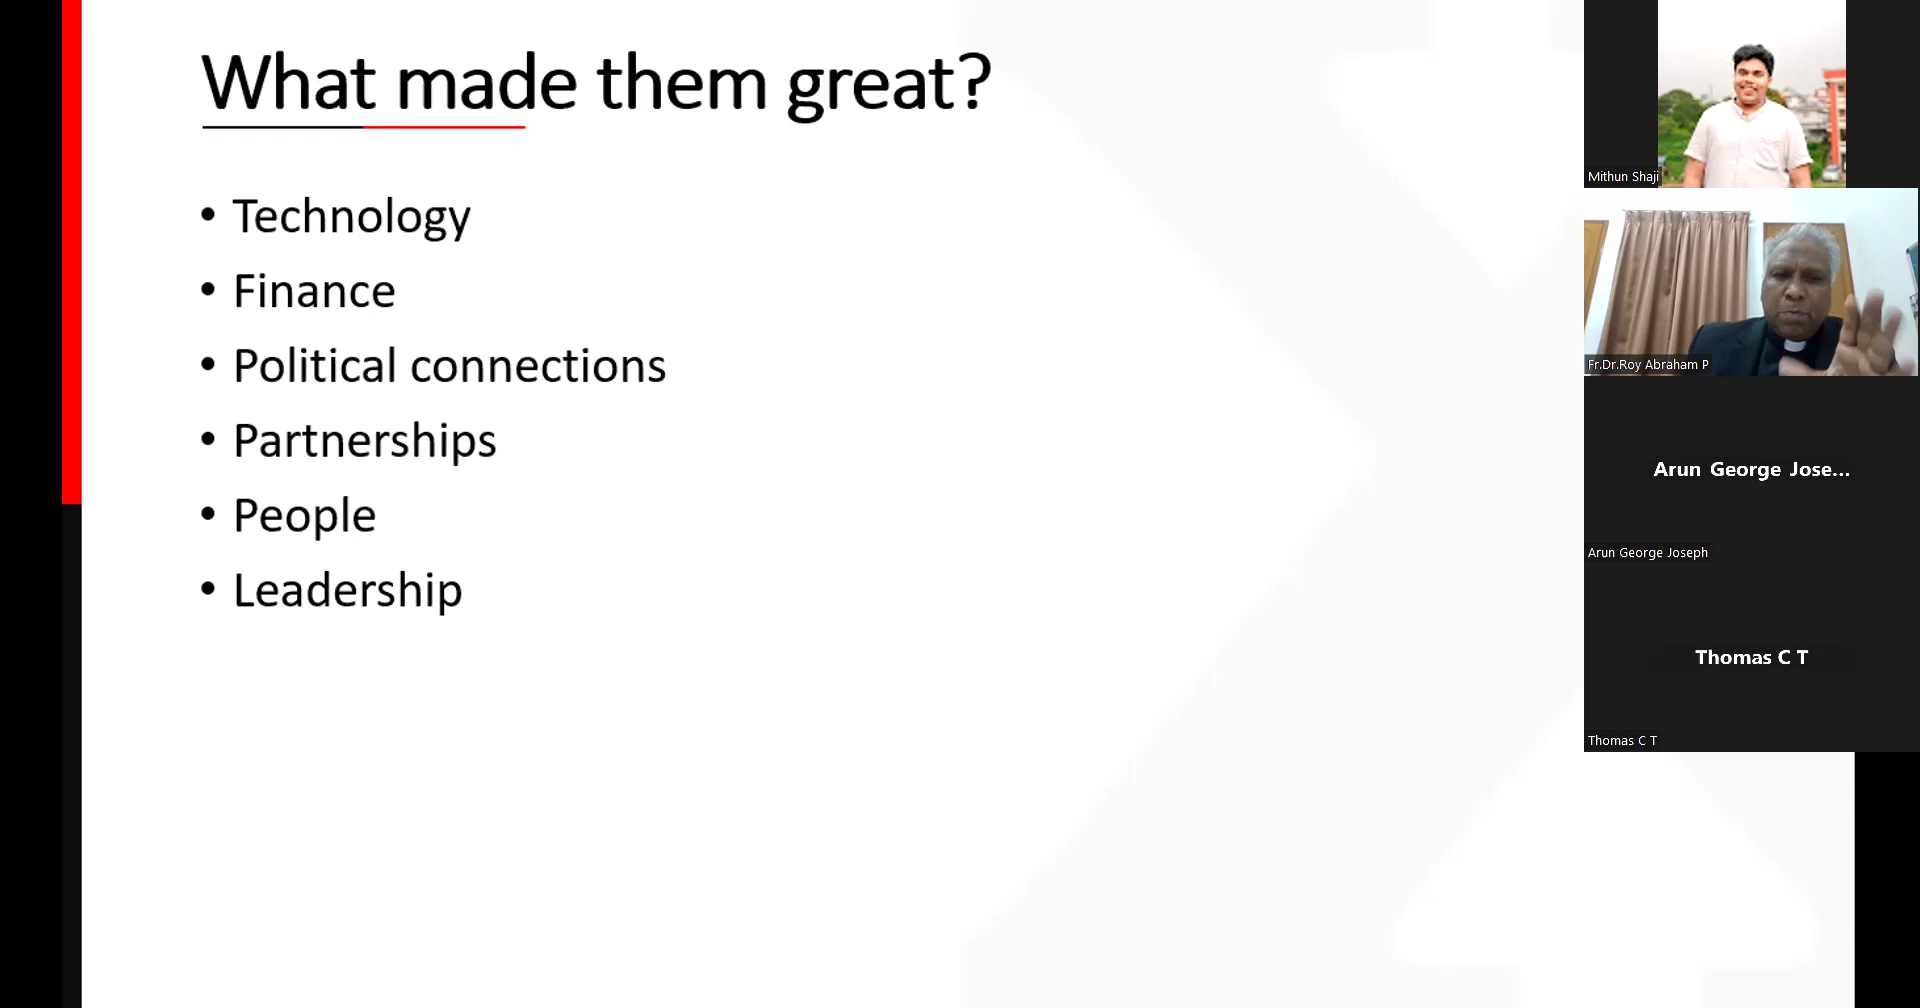 What made them great?
• Technology
• Finance
• Political connections
• Partnerships
• People
• Leadership
Mithun Shaji
Fr.Dr.Roy Abraham P
Arun George Jose...
Arun George Joseph
Thomas C T
Thomas C T